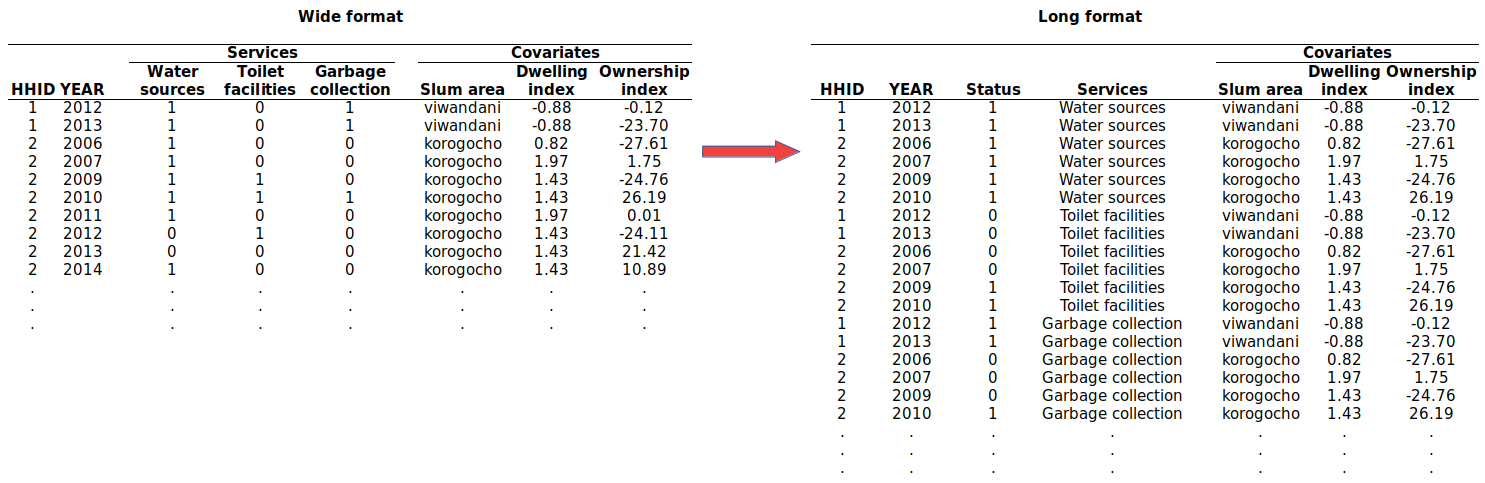 Wide format
Services Covariates
Water Toilet Garbage Dwelling Ownership
HHID YEAR sources facilities collection Slum area index index
1 2012 1 0 1 viwandani -0.88 -0.12
1 2013 1 0 1 viwandani -0.88 -23.70
2 2006 1 0 0 korogocho 0.82 -27.61
2 2007 1 0 0 korogocho 1.97 1.75
2 2009 1 1 0 korogocho 1.43 -24.76
2 2010 1 1 1 korogocho 1.43 26.19
2 2011 1 0 0 korogocho 1.97 0.01
2 2012 0 1 0 korogocho 1.43 -24.11
2 2013 0 0 0 korogocho 1.43 21.42
2 2014 1 0 0 korogocho 1.43 10.89
. . . . . . .
. . . . . . .
. . . . . . .
Long format
Covariates
Dwelling Ownership
HHID YEAR Status Services Slum area index index
1 2012 1 Water sources viwandani -0.88 -0.12
1 2013 1 Water sources viwandani -0.88 -23.70
2 2006 1 Water sources korogocho 0.82 -27.61
2 2007 1 Water sources korogocho 1.97 1.75
2 2009 1 Water sources korogocho 1.43 -24.76
2 2010 1 Water sources korogocho 1.43 26.19
1 2012 0 Toilet facilities viwandani -0.88 -0.12
1 2013 0 Toilet facilities viwandani -0.88 -23.70
2 2006 0 Toilet facilities korogocho 0.82 -27.61
2 2007 0 Toilet facilities korogocho 1.97 1.75
2 2009 1 Toilet facilities korogocho 1.43 -24.76
2 2010 1 Toilet facilities korogocho 1.43 26.19
1 2012 1 Garbage collection viwandani -0.88 -0.12
1 2013 1 Garbage collection viwandani -0.88 -23.70
2 2006 0 Garbage collection korogocho 0.82 -27.61
2 2007 0 Garbage collection korogocho 1.97 1.75
2 2009 0 Garbage collection korogocho 1.43 -24.76
2 2010 1 Garbage collection korogocho 1.43 26.19
. . . . . . .
. . . . . . .
. . . . . . .